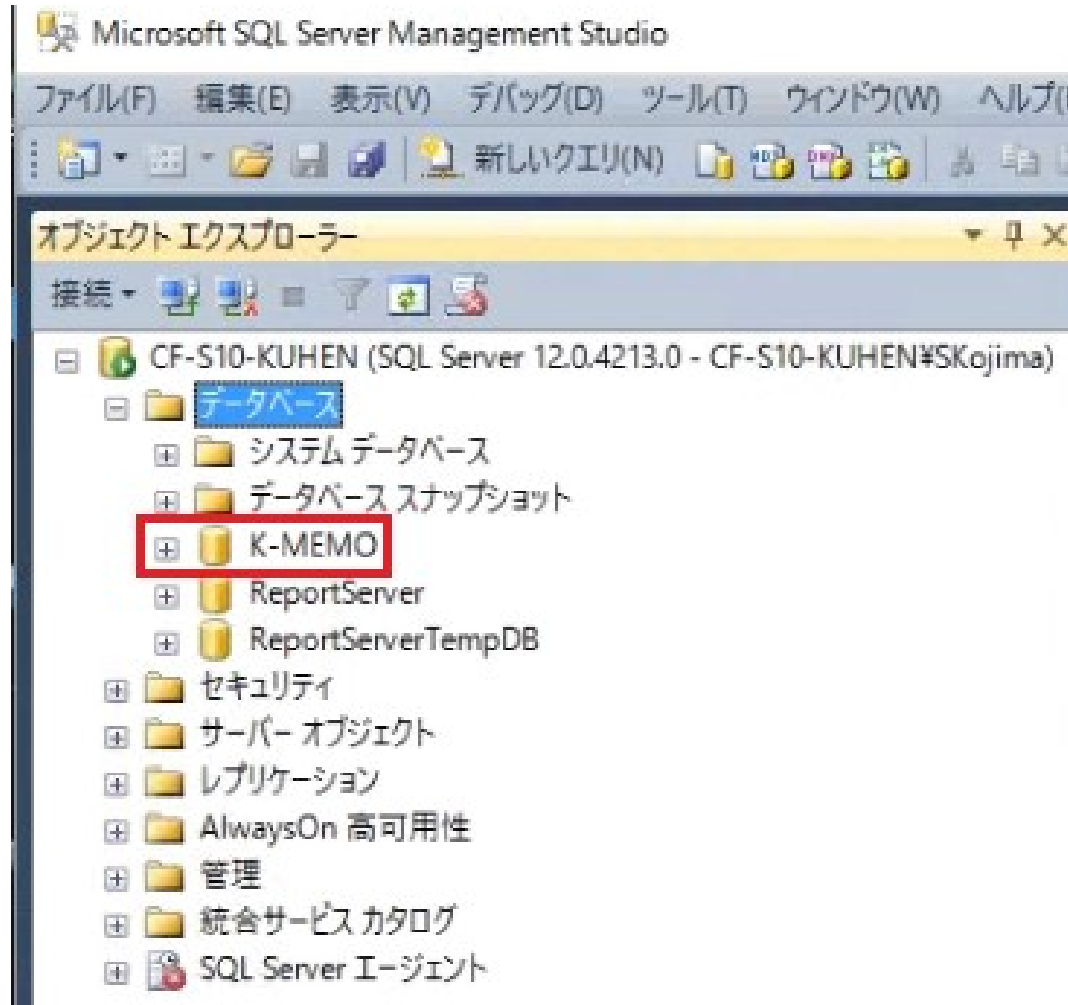 Microsoft SQL Server Management Studio
ファイル(F) 編集(E) 表示(V) デバッグ(D) ツール(T) ウィンドウ(W) ヘルプ(
新しいクエリ(N)
オブジェクト エクスプローラー
接続
CF-S10-KUHEN (SQL Server 12.0.4213.0 - CF-S10-KUHEN¥SKojima)
データベース
システム データベース
データベース スナップショット
K-MEMO
ReportServer
ReportServerTempDB
セキュリティ
サーバー オブジェクト
レプリケーション
AlwaysOn 高可用性
管理
統合サービス カタログ
SQL Server エージェント